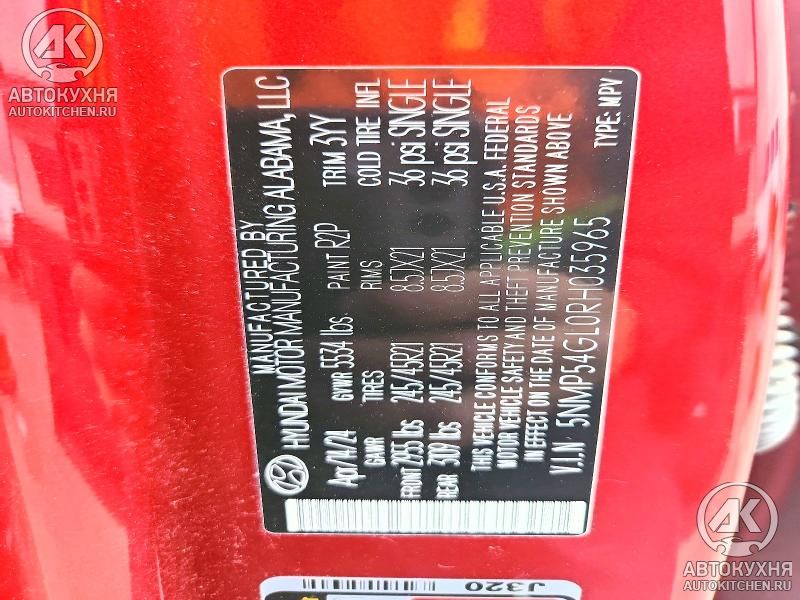 АВТОКУХНЯ
AUTOKITCHEN.RU
MANUFACTURED BY
HYUNDAI MOTOR MANUFACTURING ALABAMA, LLC
Apr/14/24 GVWR 5534 lbs PAINT R2P TRIM 3YY
GAWR TIRES RIMS COLD TIRE INFL
FRONT 2955 lbs 245/45R21 8.5JX21 36 psi SINGLE
REAR 3109 lbs 245/45R21 8.5JX21 36 psi SINGLE
THIS VEHICLE CONFORMS TO ALL APPLICABLE U.S.A. FEDERAL
MOTOR VEHICLE SAFETY AND THEFT PREVENTION STANDARDS
IN EFFECT ON THE DATE OF MANUFACTURE SHOWN ABOVE
V.I.N 5NMP54GL0RH035965 TYPE: MPV
J320
АВТОКУХНЯ
AUTOKITCHEN.RU